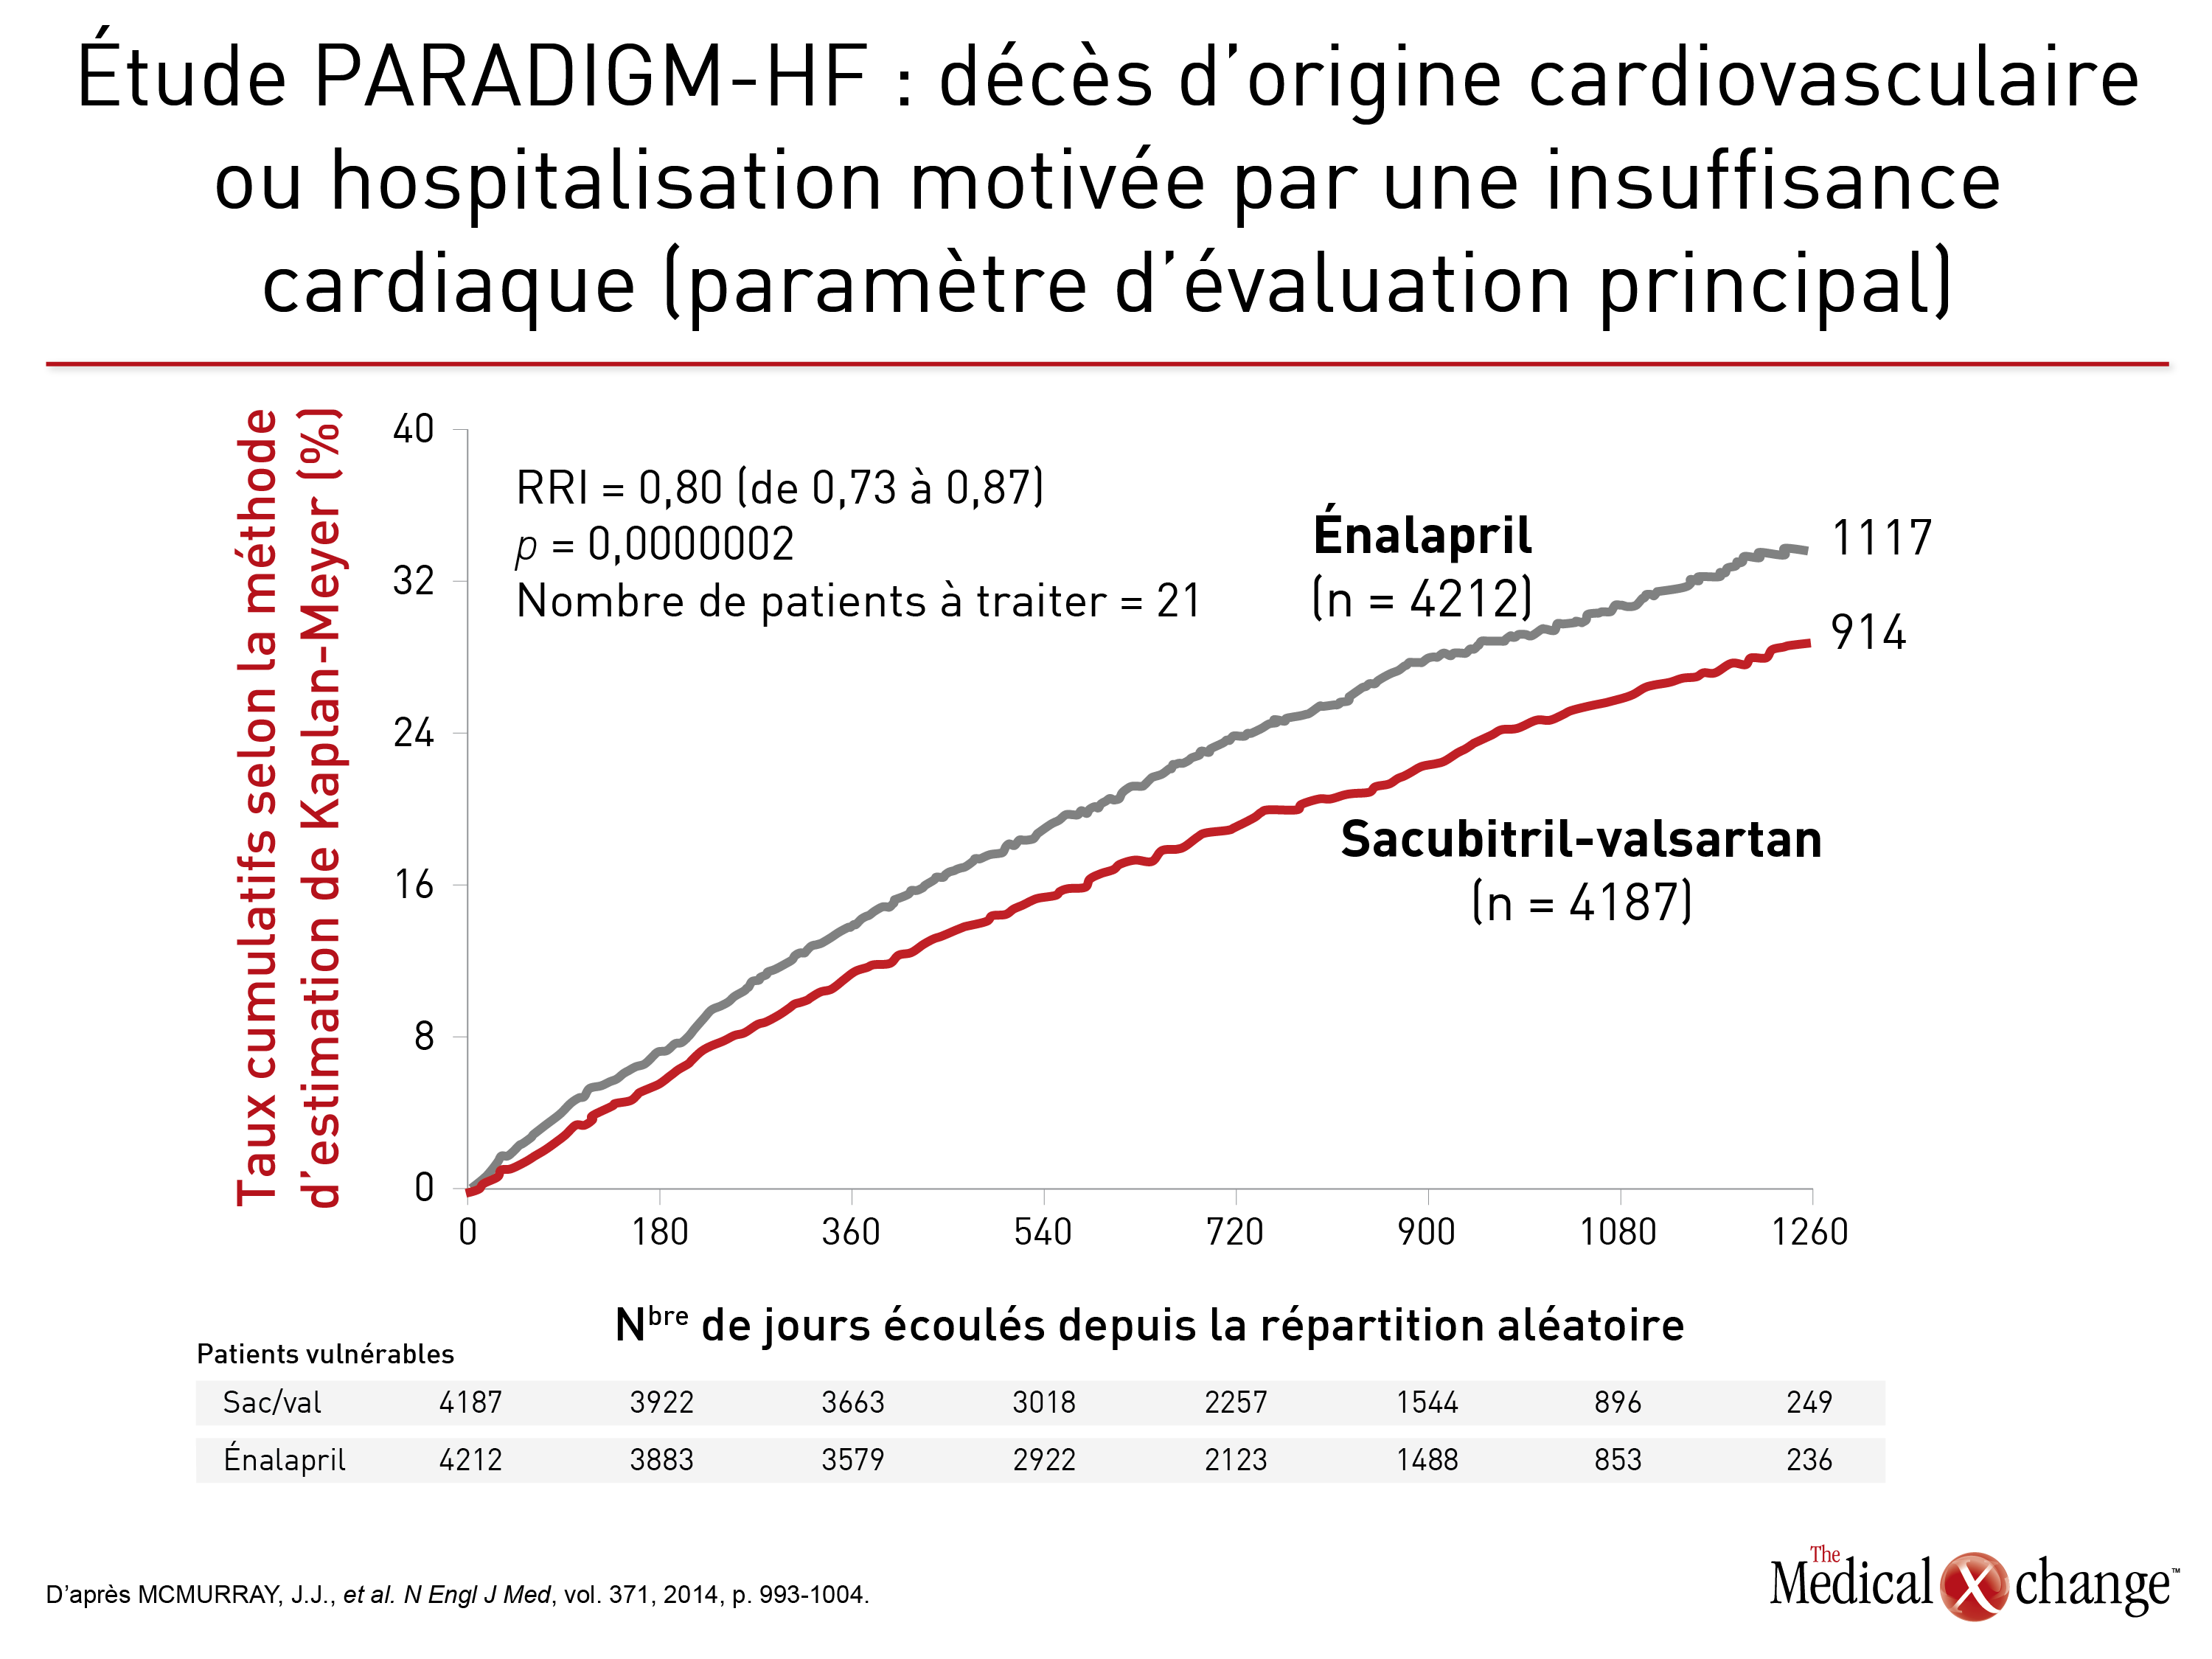 Étude PARADIGM-HF : décès d’origine cardiovasculaire
ou hospitalisation motivée par une insuffisance
cardiaque (paramètre d’évaluation principal)
Taux cumulatifs selon la méthode
d’estimation de Kaplan-Meyer (%)
40
32
24
16
8
0
RRI = 0,80 (de 0,73 à 0,87)
p = 0,0000002
Nombre de patients à traiter = 21
Énalapril
(n = 4212)
1117
914
Sacubitril-valsartan
(n = 4187)
0 180 360 540 720 900 1080 1260
Nbre de jours écoulés depuis la répartition aléatoire
Patients vulnérables
Sac/val 4187 3922 3663 3018 2257 1544 896 249
Énalapril 4212 3883 3579 2922 2123 1488 853 236
D’après MCMURRAY, J.J., et al. N Engl J Med, vol. 371, 2014, p. 993-1004.
The
Medical X change™